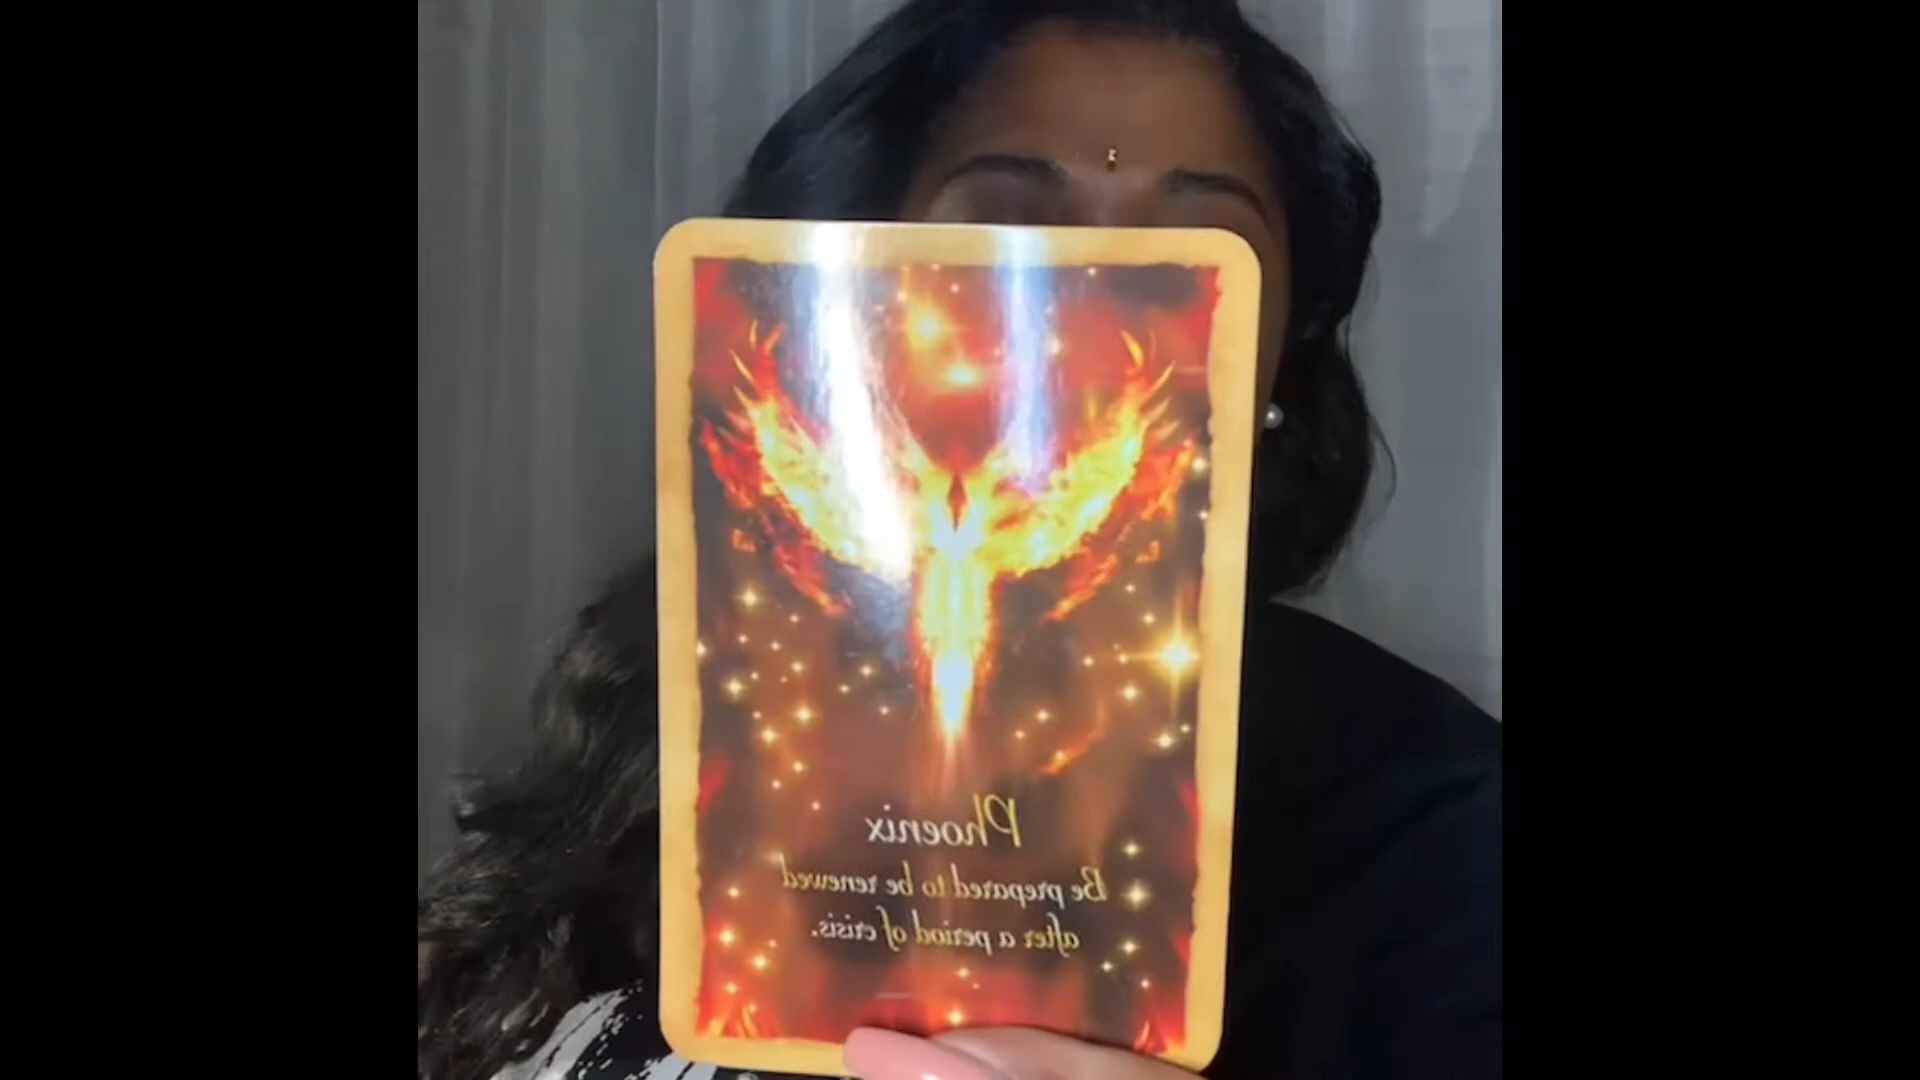 Phoenix
Be prepared to be renewed
after a period of crisis.